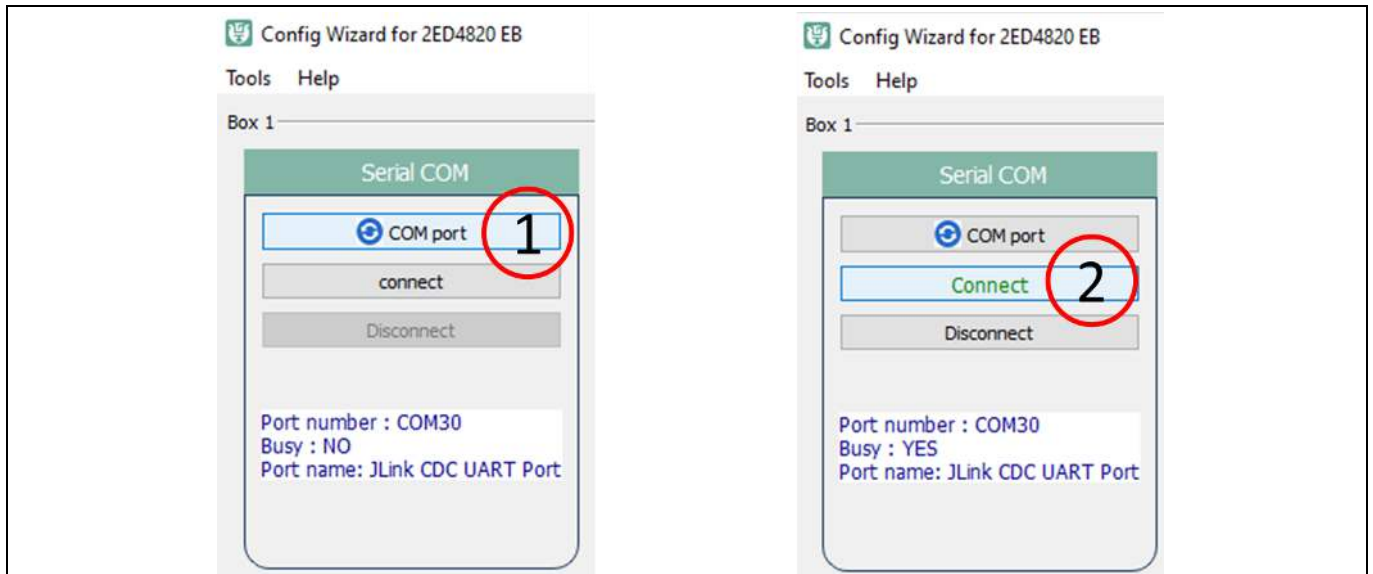 Config Wizard for 2ED4820 EB
Tools Help
Box 1
Serial COM
COM port
1
connect
Disconnect
Port number : COM30
Busy : NO
Port name: JLink CDC UART Port
Config Wizard for 2ED4820 EB
Tools Help
Box 1
Serial COM
COM port
Connect
2
Disconnect
Port number : COM30
Busy : YES
Port name: JLink CDC UART Port